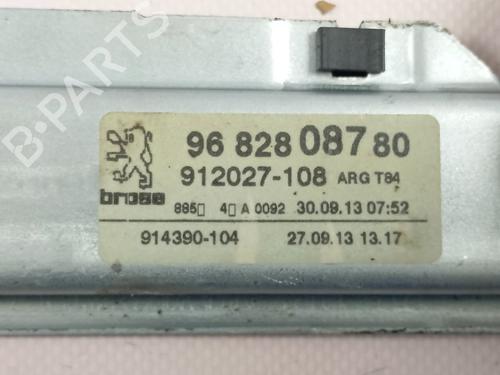 96 828 087 80
912027-108 ARG T84
brose
885▯ 4▯ A 0092 30.09.13 07:52
914390-104 27.09.13 13.17
B-PARTS